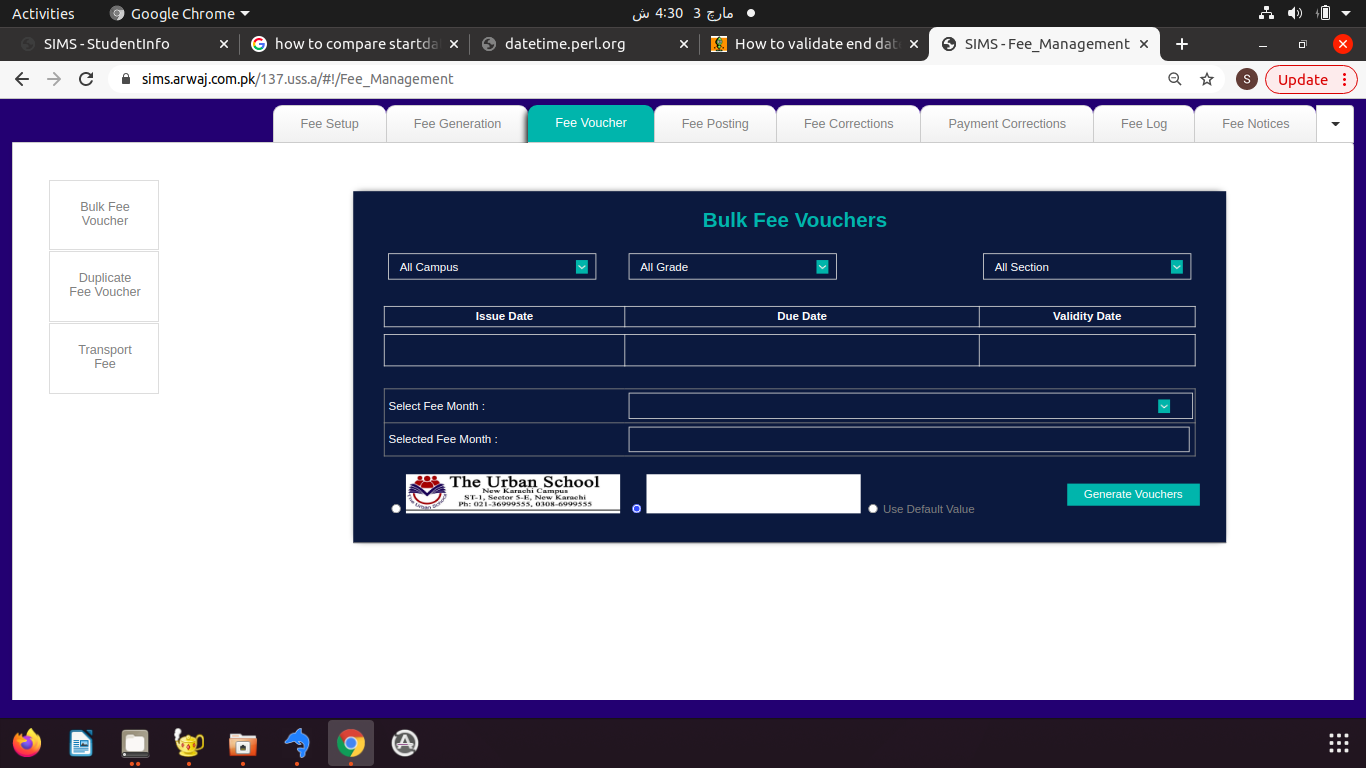 Activities
Google Chrome
مارچ 3  4:30 ش
SIMS - StudentInfo
how to compare startda
datetime.perl.org
How to validate end date
SIMS - Fee_Management
sims.arwaj.com.pk/137.uss.a/#!/Fee_Management
S
Update
Fee Setup
Fee Generation
Fee Voucher
Fee Posting
Fee Corrections
Payment Corrections
Fee Log
Fee Notices
Bulk Fee
Voucher
Duplicate
Fee Voucher
Transport
Fee
Bulk Fee Vouchers
All Campus
All Grade
All Section
Issue Date
Due Date
Validity Date
Select Fee Month :
Selected Fee Month :
The Urban School
New Karachi Campus
ST-1, Sector 5-E, New Karachi
Ph: 021-36999555, 0308-6999555
Use Default Value
Generate Vouchers